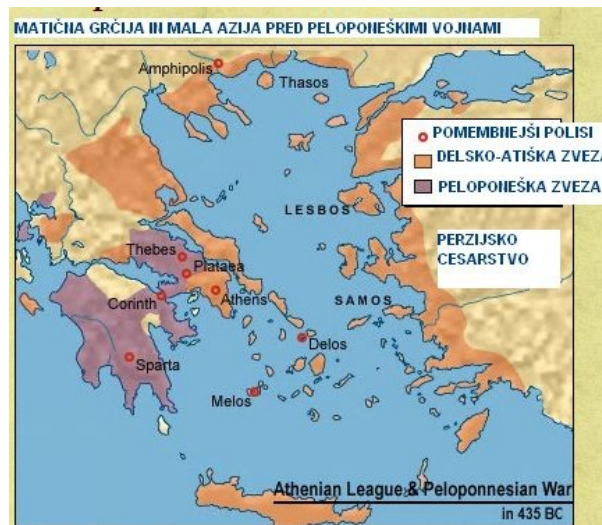 MATIČNA GRČIJA IN MALA AZIJA PRED PELOPONEŠKIMI VOJNAMI
Amphipolis
Thasos
POMEMBNEJŠI POLISI
DELSKO-ATIŠKA ZVEZA
PELOPONEŠKA ZVEZA
LESBOS
PERZIJSKO
CESARSTVO
Thebes
Plataea
Corinth
Athens
SAMOS
Delos
Sparta
Melos
Athenian League & Peloponnesian War
in 435 BC